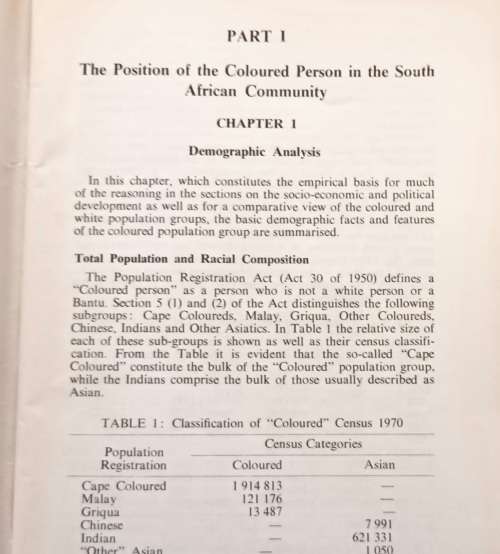 PART I
The Position of the Coloured Person in the South
African Community
CHAPTER 1
Demographic Analysis
In this chapter, which constitutes the empirical basis for much
of the reasoning in the sections on the socio-economic and political
development as well as for a comparative view of the coloured and
white population groups, the basic demographic facts and features
of the coloured population group are summarised.
Total Population and Racial Composition
The Population Registration Act (Act 30 of 1950) defines a
“Coloured person” as a person who is not a white person or a
Bantu. Section 5 (1) and (2) of the Act distinguishes the following
subgroups: Cape Coloureds, Malay, Griqua, Other Coloureds,
Chinese, Indians and Other Asiatics. In Table 1 the relative size of
each of these sub-groups is shown as well as their census classifi-
cation. From the Table it is evident that the so-called “Cape
Coloured” constitute the bulk of the “Coloured” population group,
while the Indians comprise the bulk of those usually described as
Asian.
TABLE 1: Classification of “Coloured” Census 1970
Population Census Categories
Registration Coloured Asian
Cape Coloured 1 914 813 —
Malay 121 176 —
Griqua 13 487 —
Chinese — 7 991
Indian — 621 331
“Other” Asian — 1 050